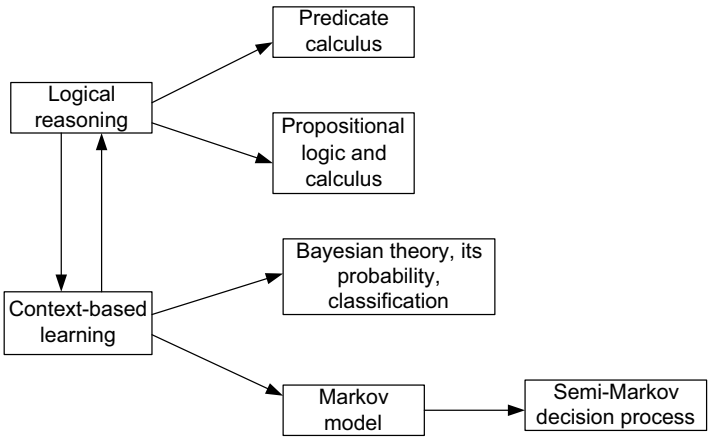 Predicate
calculus
Logical
reasoning
Propositional
logic and
calculus
Bayesian theory, its
probability,
classification
Context-based
learning
Markov
model
Semi-Markov
decision process